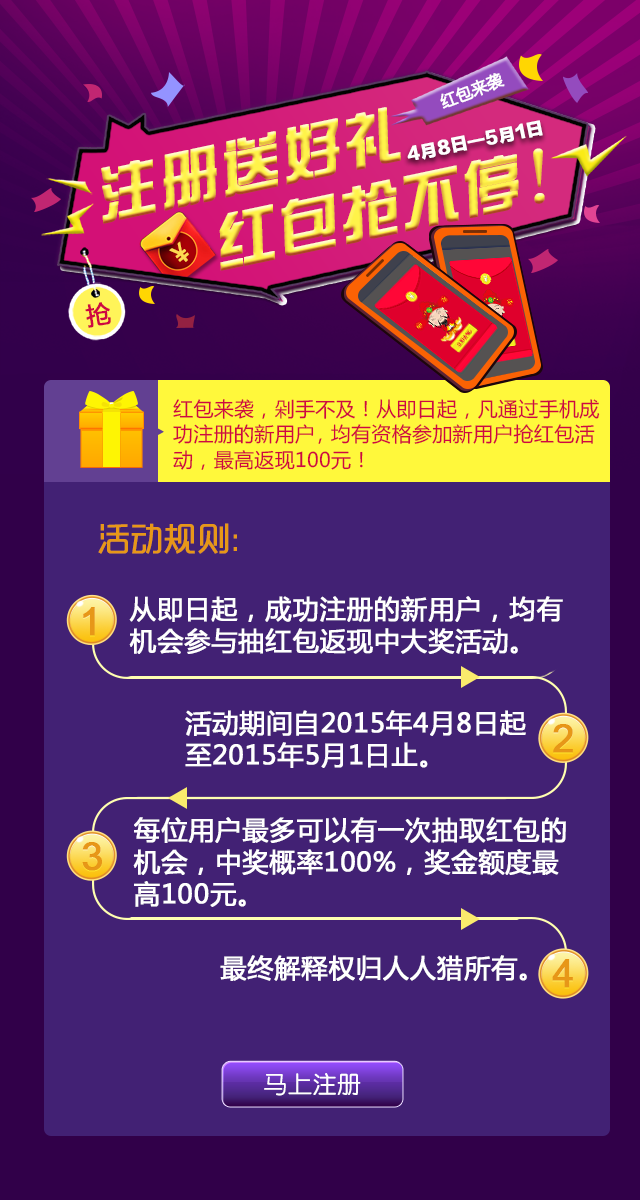 红包来袭
4月8日—5月1日
注册送好礼
红包抢不停！
¥
抢
红包来袭，剁手不及！从即日起，凡通过手机成
功注册的新用户，均有资格参加新用户抢红包活
动，最高返现100元！
活动规则:
1
从即日起，成功注册的新用户，均有
机会参与抽红包返现中大奖活动。
活动期间自2015年4月8日起
至2015年5月1日止。
2
3
每位用户最多可以有一次抽取红包的
机会，中奖概率100%，奖金额度最
高100元。
最终解释权归人人猎所有。
4
马上注册